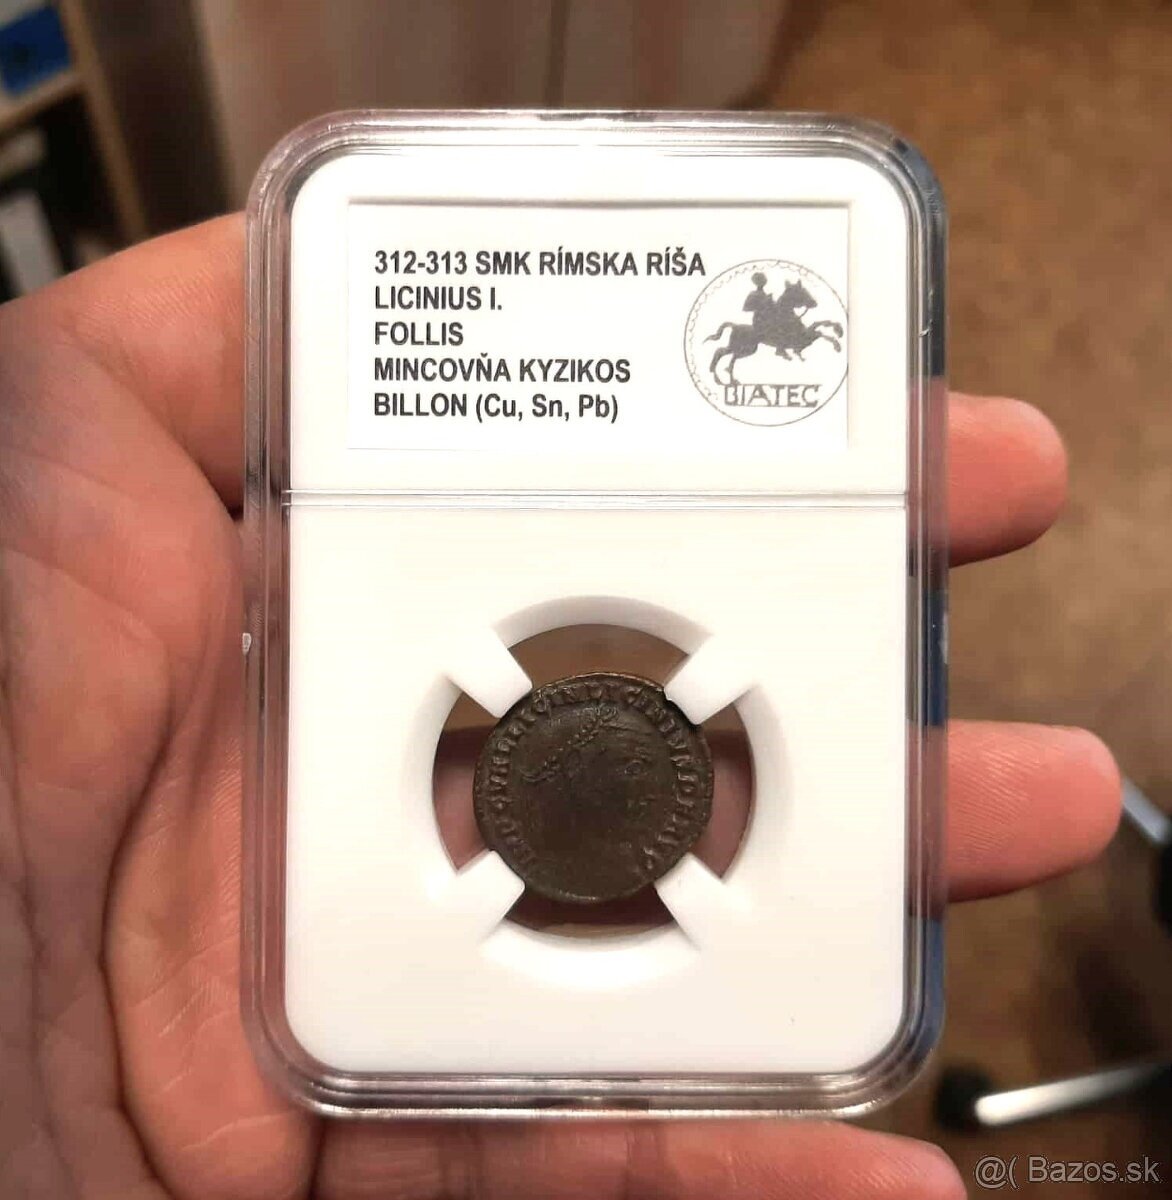 312-313 SMK RÍMSKA RÍŠA
LICINIUS I.
FOLLIS
MINCOVŇA KYZIKOS
BILLON (Cu, Sn, Pb)
BIATEC
@( Bazos.sk